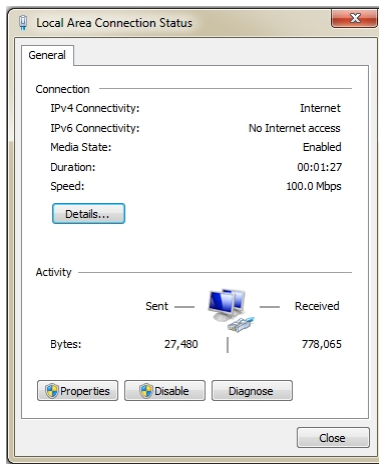 Local Area Connection Status
General
Connection
IPv4 Connectivity: Internet
IPv6 Connectivity: No Internet access
Media State: Enabled
Duration: 00:01:27
Speed: 100.0 Mbps
Details...
Activity
Sent Received
Bytes: 27,480 778,065
Properties Disable Diagnose
Close